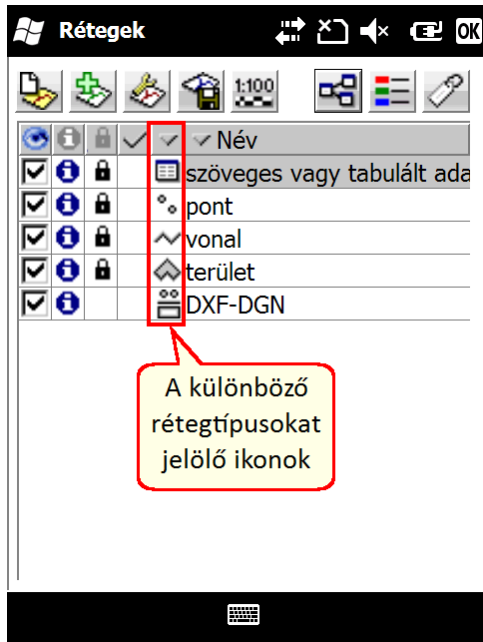 Rétegek
OK
1:100
Név
szöveges vagy tabulált ada
pont
vonal
terület
DXF-DGN
A különböző
rétegtípusokat
jelölő ikonok